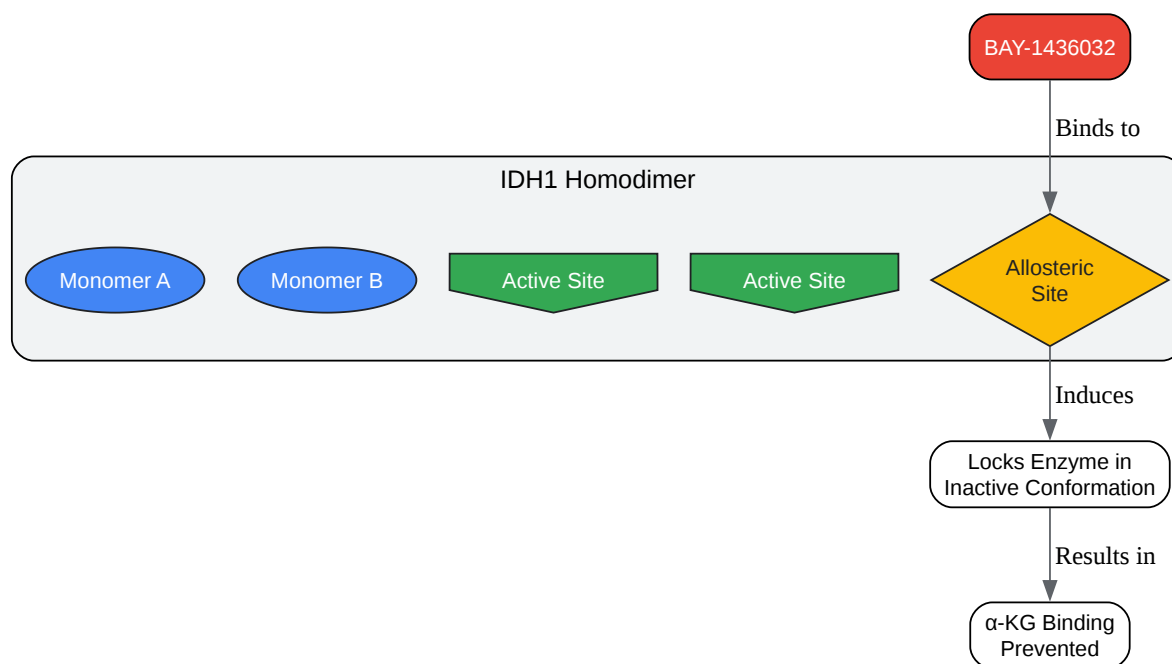 BAY-1436032
Binds to
IDH1 Homodimer
Monomer A
Monomer B
Active Site
Active Site
Allosteric
Site
Induces
Locks Enzyme in
Inactive Conformation
Results in
α-KG Binding
Prevented